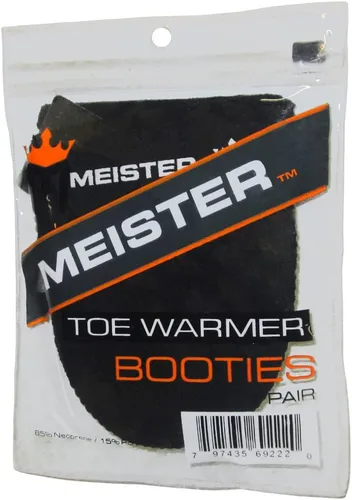 MEISTER
MEISTER™
TOE WARMER
BOOTIES
PAIR
85% Neoprene / 15%
7 97435 69222 0